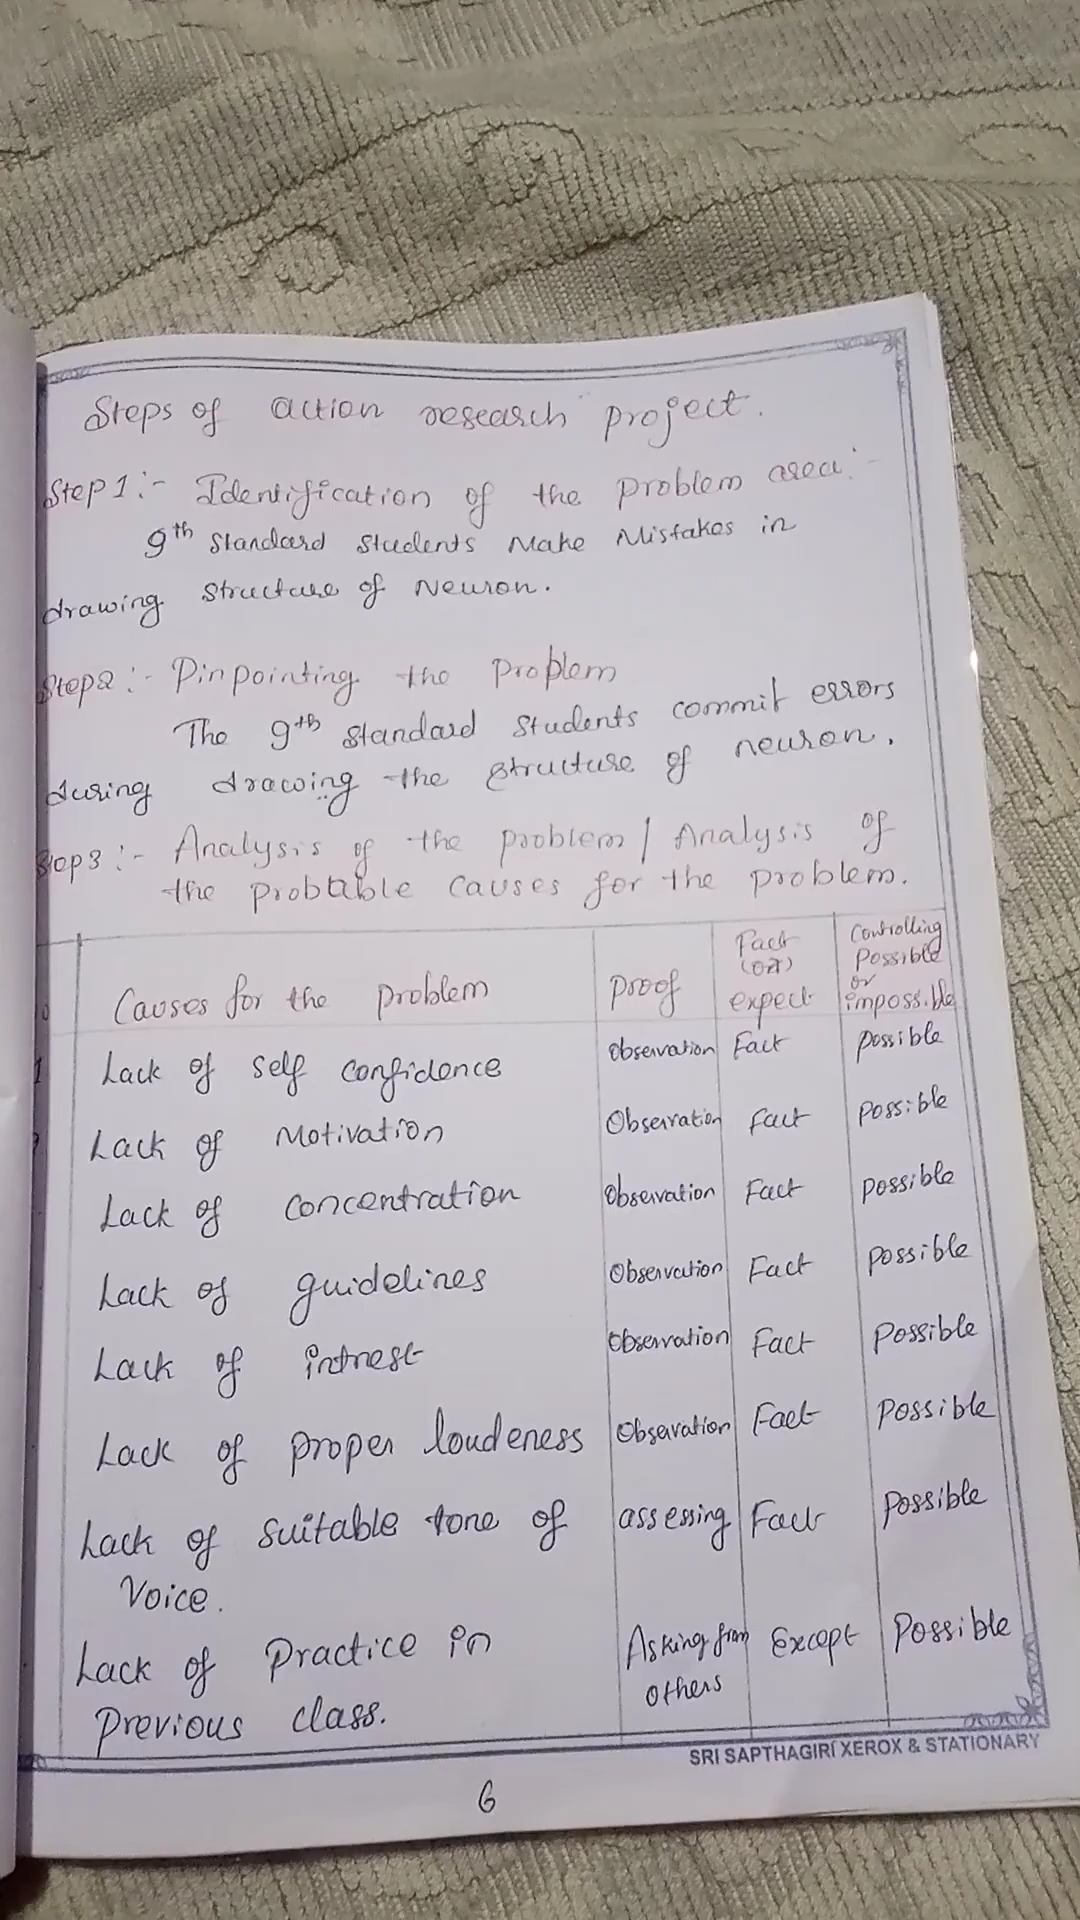 Steps of action research project.
Step 1:- Identification of the problem area:-
9th standard students Make Mistakes in
drawing structure of Neuron.
Step2:- Pinpointing the problem
The 9th standard students commit errors
during drawing the structure of neuron.
Step3:- Analysis of the problem / Analysis of
the probable causes for the problem.
Causes for the problem | Proof | Fact (or) expect | Controlling Possible or impossible
1 Lack of self confidence | Observation | Fact | Possible
Lack of Motivation | Observation | Fact | Possible
Lack of concentration | Observation | Fact | possible
Lack of guidelines | Observation | Fact | Possible
Lack of intrest | Observation | Fact | Possible
Lack of proper loudeness | Observation | Fact | Possible
Lack of suitable tone of | assessing | Fact | Possible
Voice.
Lack of Practice in | Asking from | Except | Possible
Previous class. | others
SRI SAPTHAGIRI XEROX & STATIONARY
6